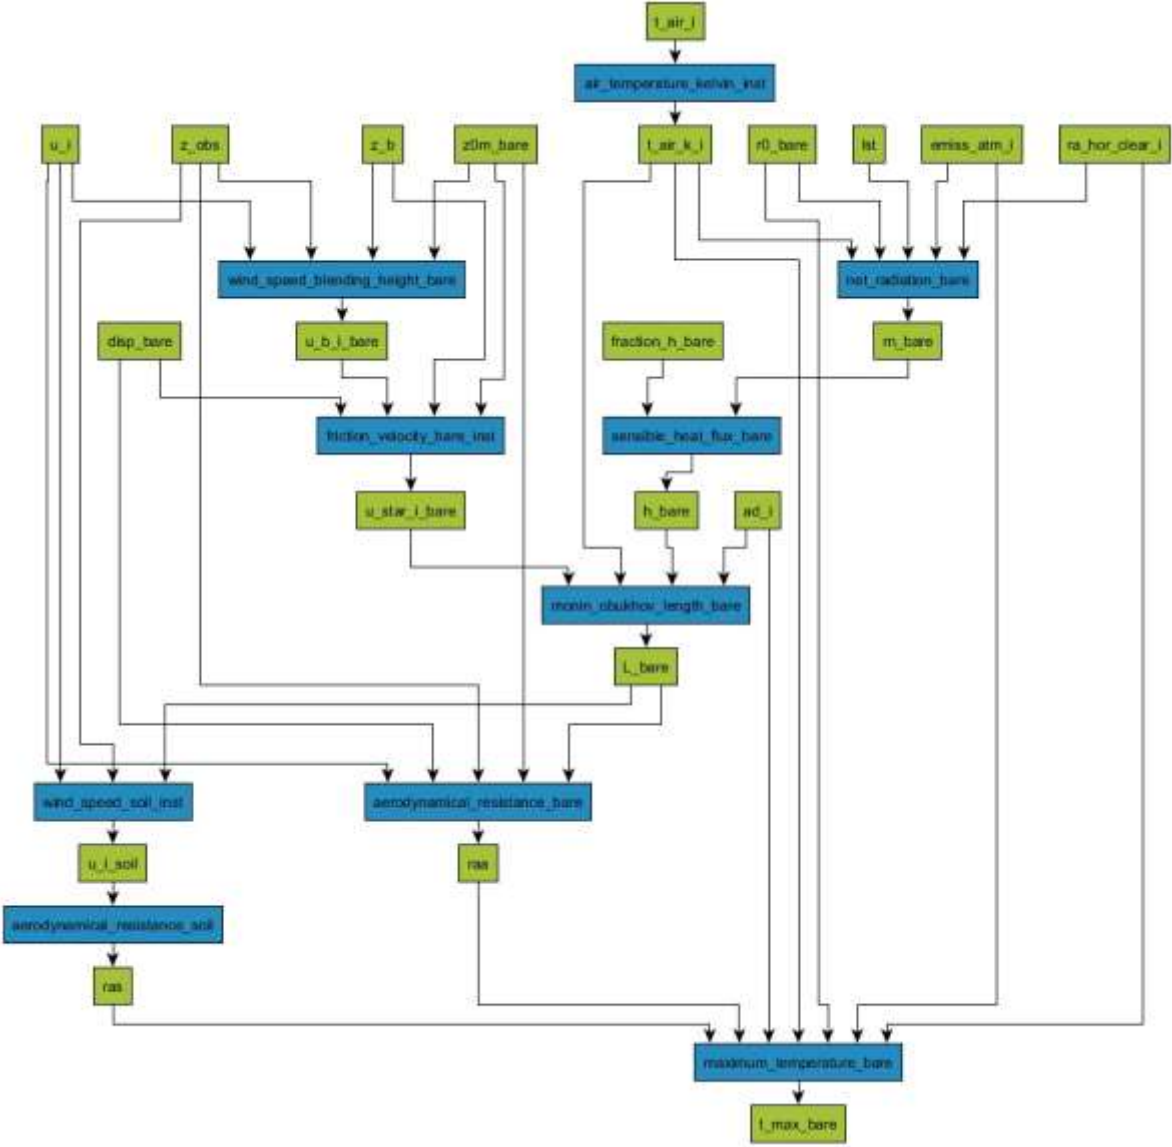 t_air_i
air_temperature_kelvin_inst
u_i
z_obs
z_b
z0m_bare
t_air_k_i
r0_bare
lst
emiss_atm_i
ra_hor_clear_i
wind_speed_blending_height_bare
net_radiation_bare
disp_bare
u_b_i_bare
fraction_h_bare
rn_bare
friction_velocity_bare_inst
sensible_heat_flux_bare
u_star_i_bare
h_bare
ad_i
monin_obukhov_length_bare
L_bare
wind_speed_soil_inst
aerodynamical_resistance_bare
u_i_soil
raa
aerodynamical_resistance_soil
ras
maximum_temperature_bare
t_max_bare